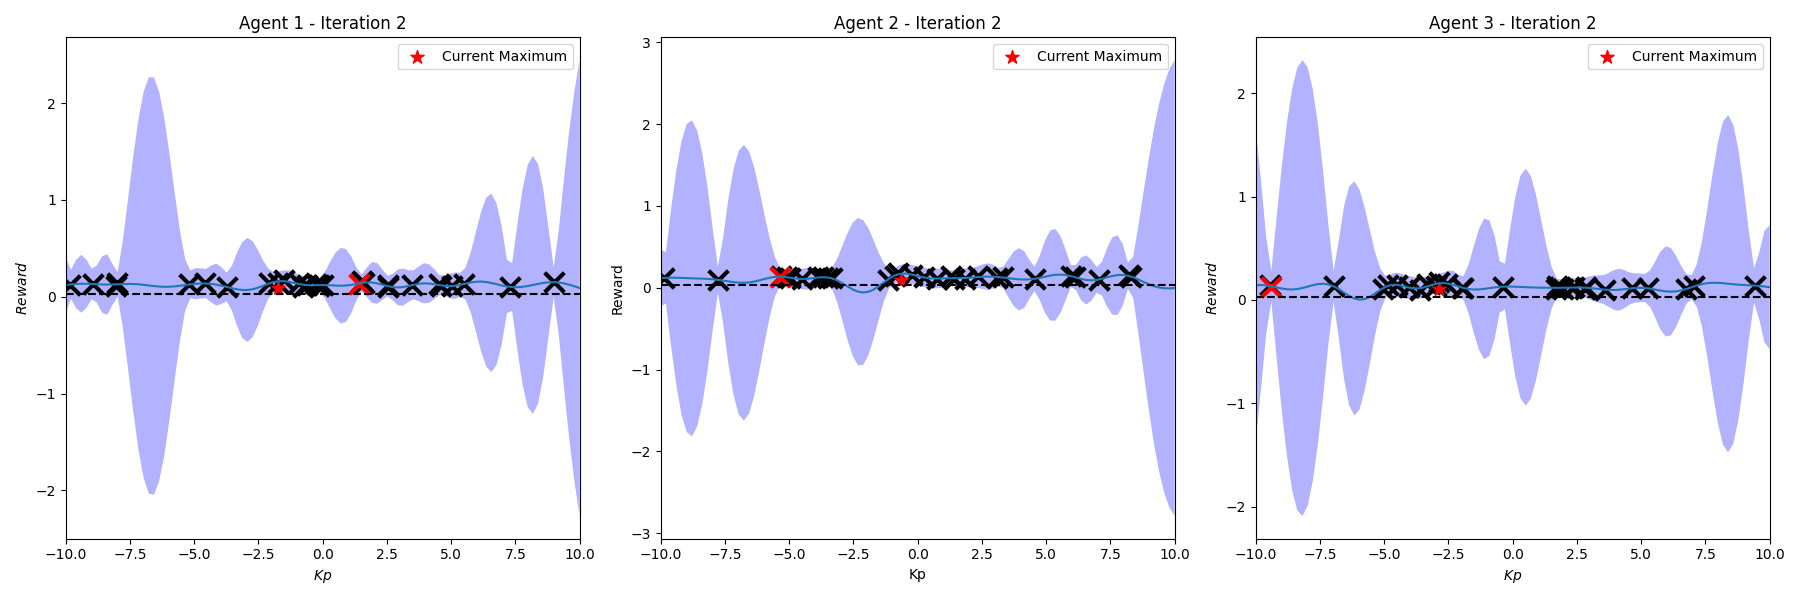 Agent 1 - Iteration 2
Current Maximum
Reward
2
1
0
−1
−2
−10.0 −7.5 −5.0 −2.5 0.0 2.5 5.0 7.5 10.0
Kp
Agent 2 - Iteration 2
Current Maximum
Reward
3
2
1
0
−1
−2
−3
−10.0 −7.5 −5.0 −2.5 0.0 2.5 5.0 7.5 10.0
Kp
Agent 3 - Iteration 2
Current Maximum
Reward
2
1
0
−1
−2
−10.0 −7.5 −5.0 −2.5 0.0 2.5 5.0 7.5 10.0
Kp